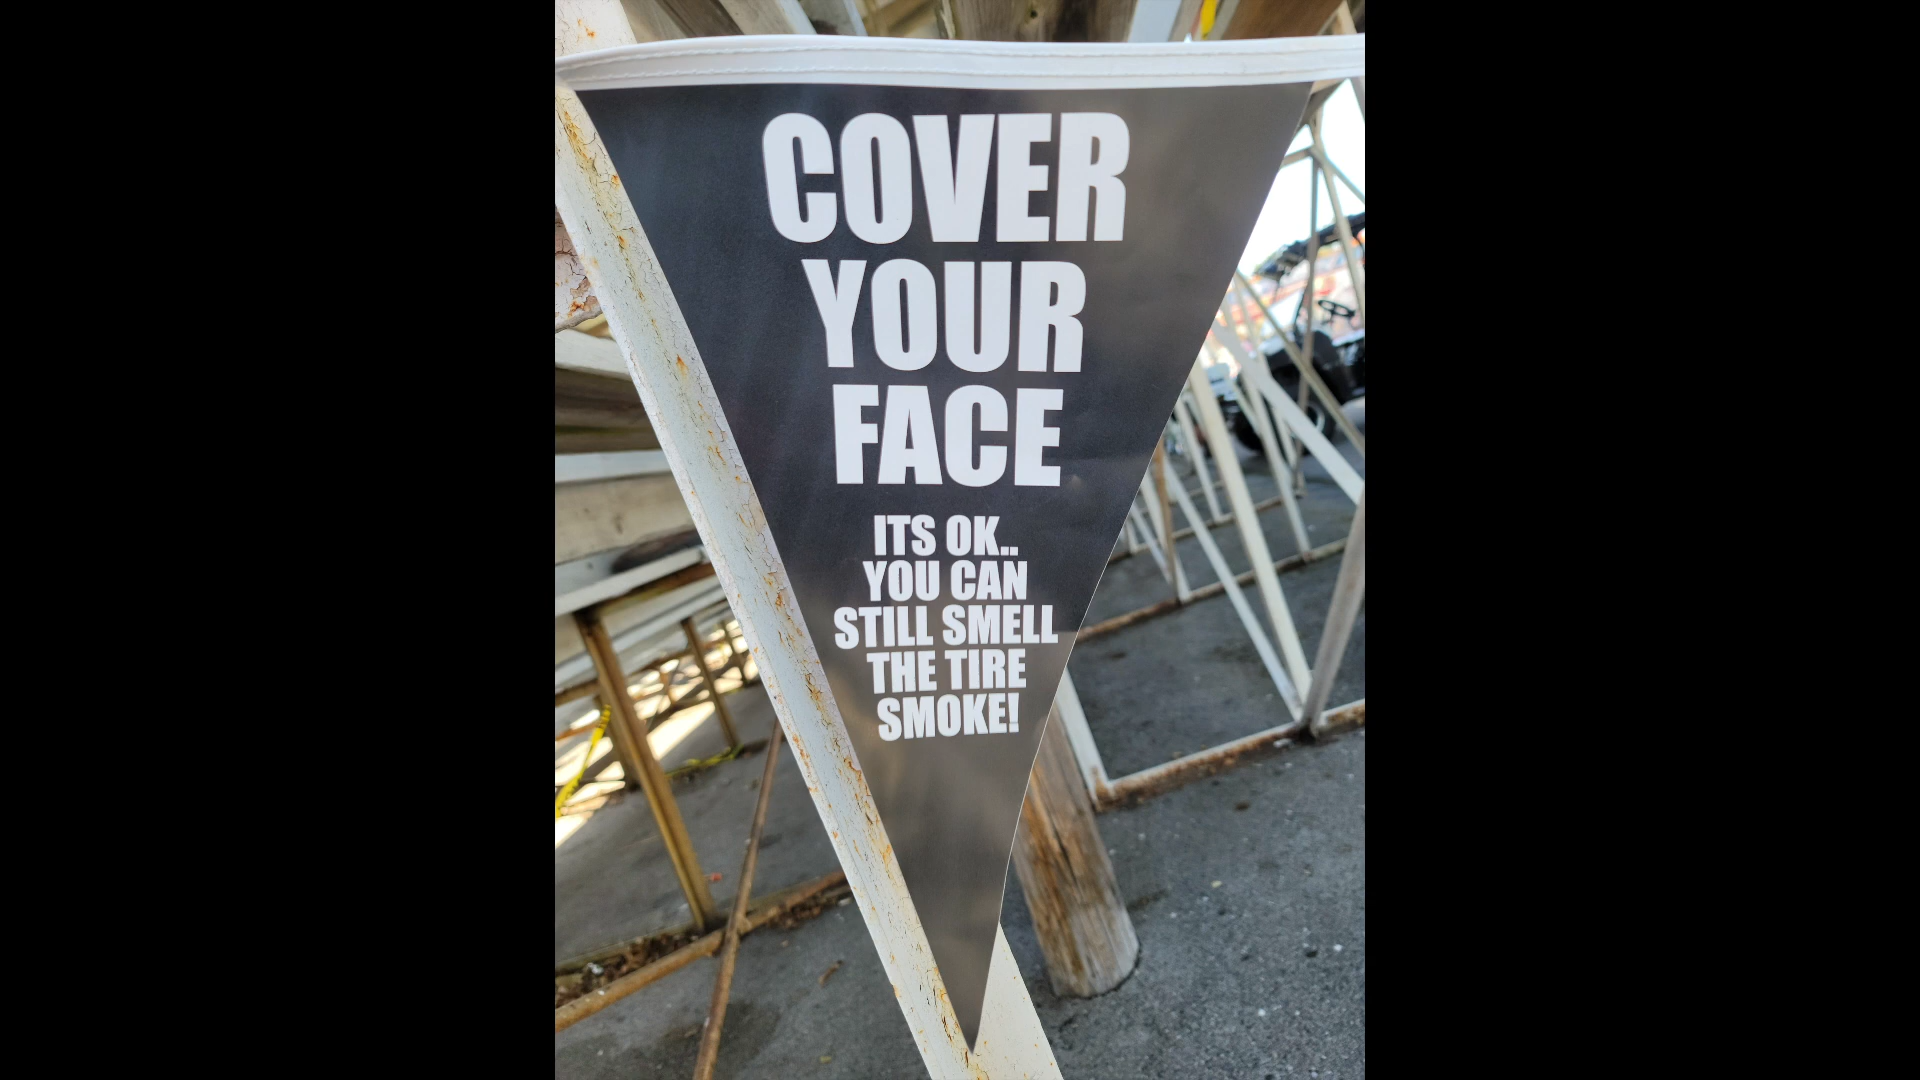 COVER
YOUR
FACE
ITS OK..
YOU CAN
STILL SMELL
THE TIRE
SMOKE!